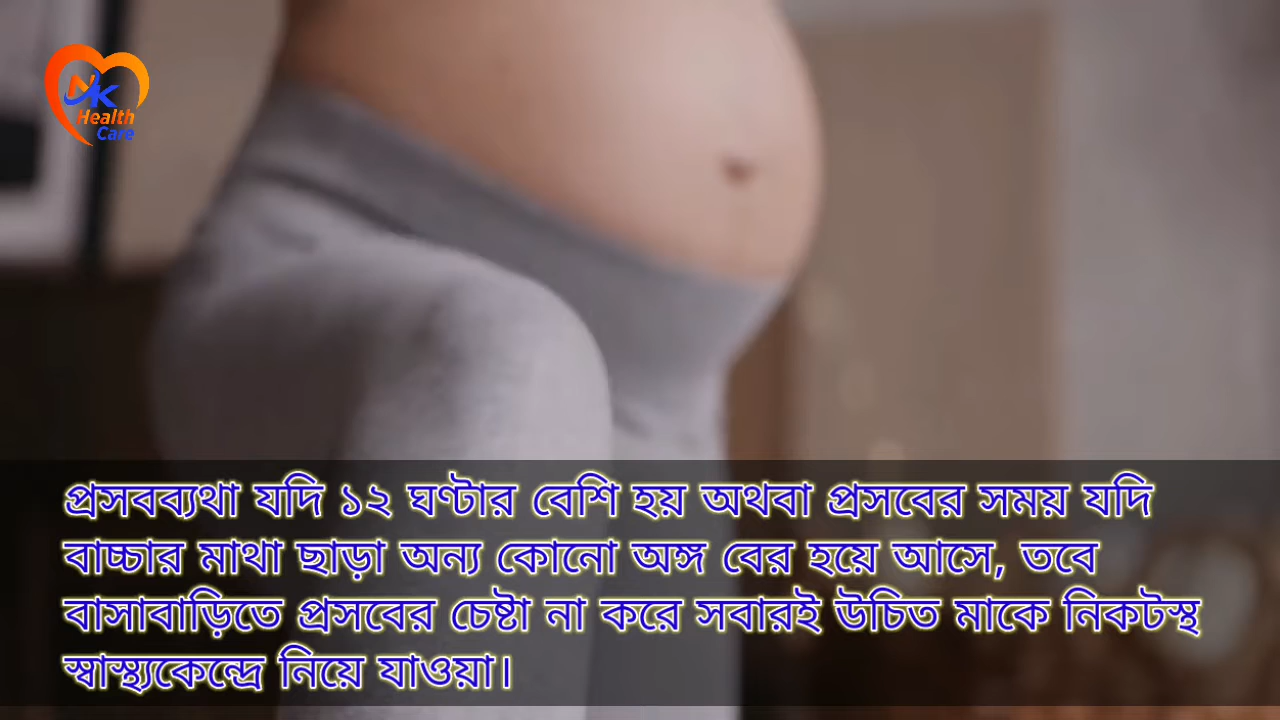 NK
Health
Care
প্রসবব্যথা যদি ১২ ঘণ্টার বেশি হয় অথবা প্রসবের সময় যদি
বাচ্চার মাথা ছাড়া অন্য কোনো অঙ্গ বের হয়ে আসে, তবে
বাসাবাড়িতে প্রসবের চেষ্টা না করে সবারই উচিত মাকে নিকটস্থ
স্বাস্থ্যকেন্দ্রে নিয়ে যাওয়া।